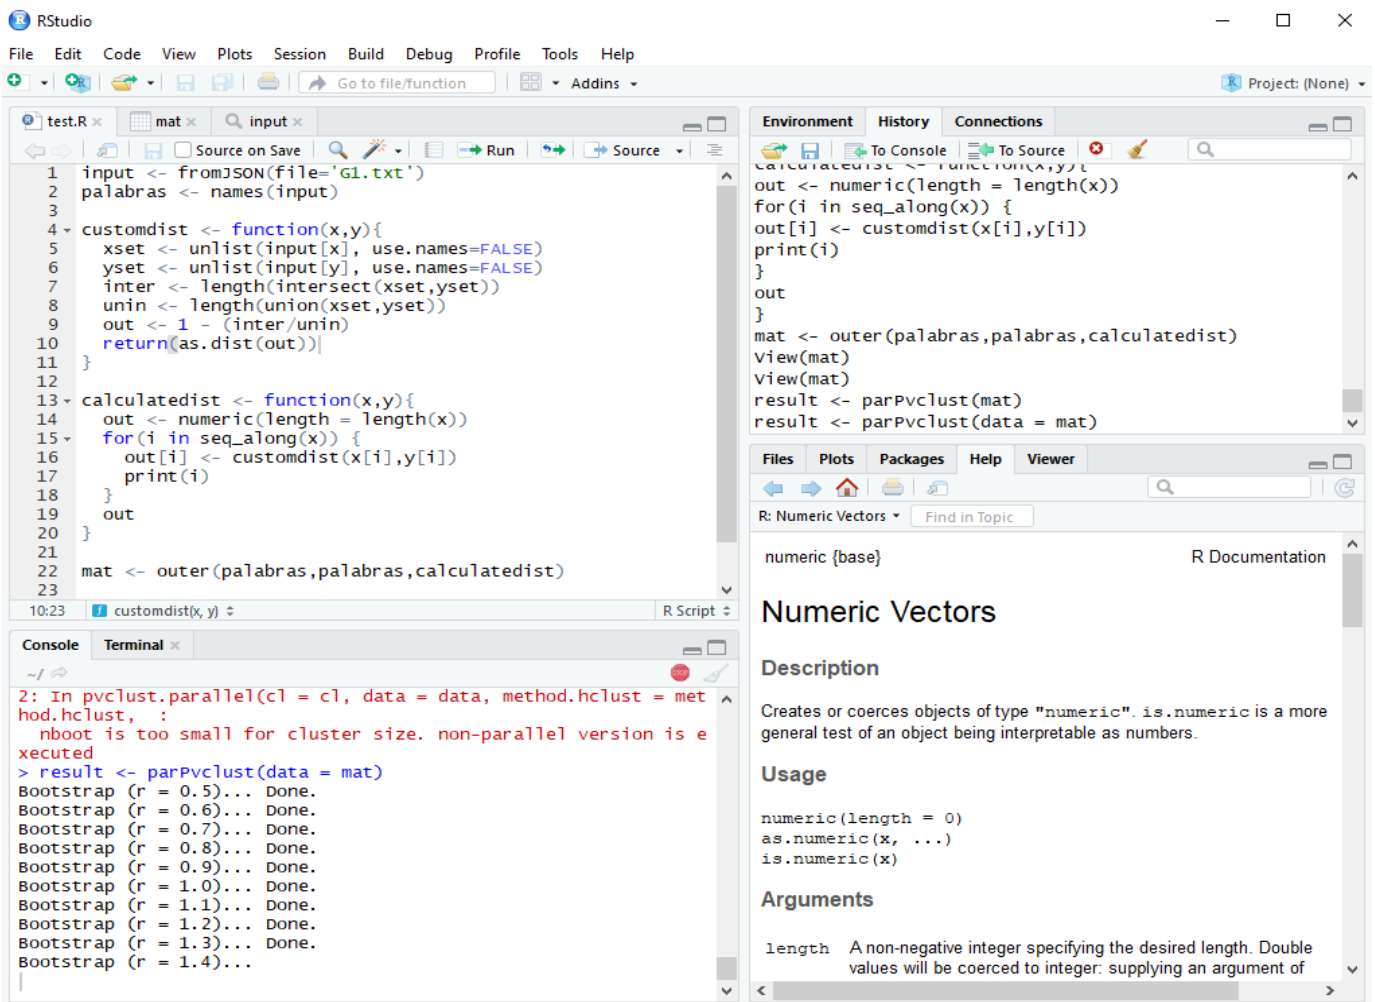 RStudio
File Edit Code View Plots Session Build Debug Profile Tools Help
Go to file/function Addins Project: (None)
test.R mat input
Source on Save Run Source
1 input <- fromJSON(file='G1.txt')
2 palabras <- names(input)
3
4 customdist <- function(x,y){
5 xset <- unlist(input[x], use.names=FALSE)
6 yset <- unlist(input[y], use.names=FALSE)
7 inter <- length(intersect(xset,yset))
8 unin <- length(union(xset,yset))
9 out <- 1 - (inter/unin)
10 return(as.dist(out))
11 }
12
13 calculatedist <- function(x,y){
14 out <- numeric(length = length(x))
15 for(i in seq_along(x)) {
16 out[i] <- customdist(x[i],y[i])
17 print(i)
18 }
19 out
20 }
21
22 mat <- outer(palabras,palabras,calculatedist)
23
10:23 customdist(x, y) R Script
Console Terminal
~/
2: In pvclust.parallel(cl = cl, data = data, method.hclust = met
hod.hclust, :
nboot is too small for cluster size. non-parallel version is e
xecuted
> result <- parPvclust(data = mat)
Bootstrap (r = 0.5)... Done.
Bootstrap (r = 0.6)... Done.
Bootstrap (r = 0.7)... Done.
Bootstrap (r = 0.8)... Done.
Bootstrap (r = 0.9)... Done.
Bootstrap (r = 1.0)... Done.
Bootstrap (r = 1.1)... Done.
Bootstrap (r = 1.2)... Done.
Bootstrap (r = 1.3)... Done.
Bootstrap (r = 1.4)...
Environment History Connections
To Console To Source
calculatedist <- function(x,y){
out <- numeric(length = length(x))
for(i in seq_along(x)) {
out[i] <- customdist(x[i],y[i])
print(i)
}
out
}
mat <- outer(palabras,palabras,calculatedist)
View(mat)
View(mat)
result <- parPvclust(mat)
result <- parPvclust(data = mat)
Files Plots Packages Help Viewer
R: Numeric Vectors Find in Topic
numeric {base} R Documentation
Numeric Vectors
Description
Creates or coerces objects of type "numeric". is.numeric is a more
general test of an object being interpretable as numbers.
Usage
numeric(length = 0)
as.numeric(x, ...)
is.numeric(x)
Arguments
length A non-negative integer specifying the desired length. Double
values will be coerced to integer: supplying an argument of